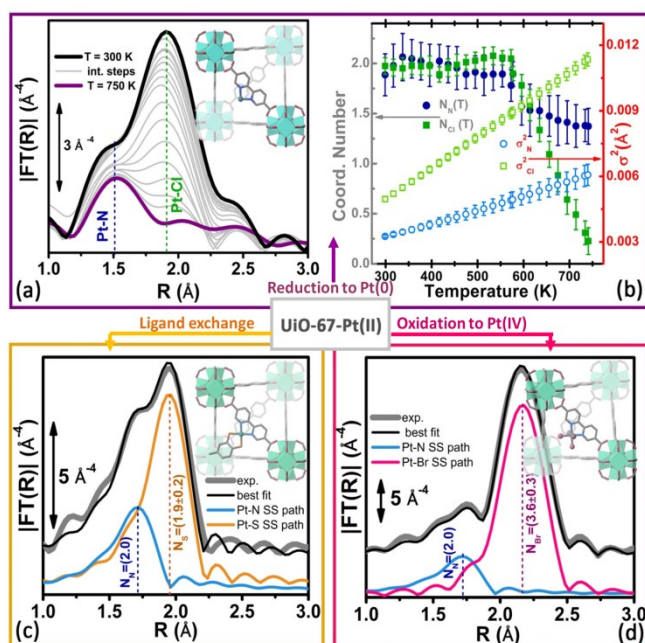 T = 300 K
int. steps
T = 750 K
3 Å⁻⁴
|FT(R)| (Å⁻⁴)
Pt-N
Pt-Cl
1.0 1.5 2.0 2.5 3.0
(a) R (Å)
2.0
1.5
1.0
0.5
0.0
Coord. Number
N_N(T)
N_Cl (T)
σ²_N
σ²_Cl
0.012
0.009
0.006
0.003
σ² (Å²)
300 400 500 600 700
Temperature (K) (b)
Reduction to Pt(0)
Ligand exchange
UiO-67-Pt(II)
Oxidation to Pt(IV)
|FT(R)| (Å⁻⁴)
5 Å⁻⁴
exp.
best fit
Pt-N SS path
Pt-S SS path
N_N=(2.0)
N_S=(1.9±0.2)
1.0 1.5 2.0 2.5 3.0
(c) R (Å)
|FT(R)| (Å⁻⁴)
exp.
best fit
Pt-N SS path
Pt-Br SS path
5 Å⁻⁴
N_N=(2.0)
N_Br=(3.6±0.3)
1.0 1.5 2.0 2.5 3.0
R (Å) (d)